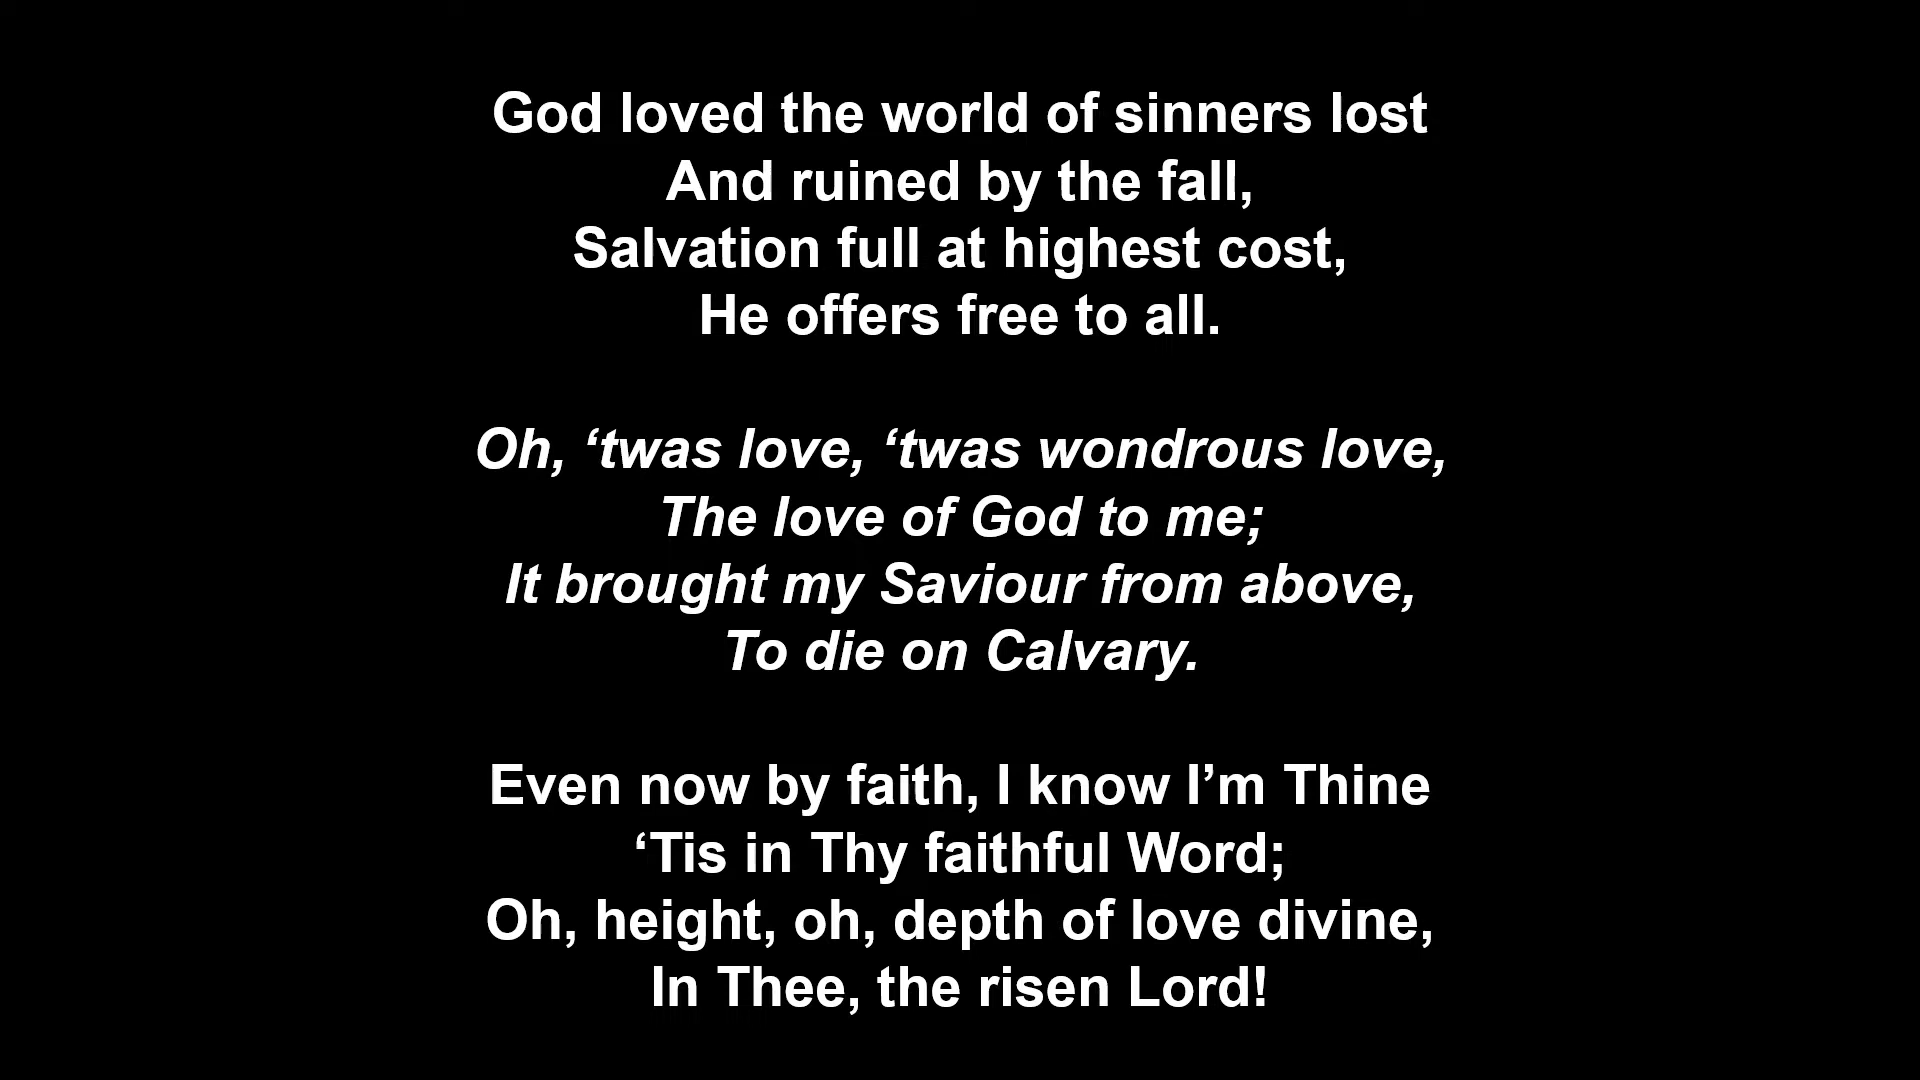 God loved the world of sinners lost
And ruined by the fall,
Salvation full at highest cost,
He offers free to all.
Oh, ‘twas love, ‘twas wondrous love,
The love of God to me;
It brought my Saviour from above,
To die on Calvary.
Even now by faith, I know I’m Thine
‘Tis in Thy faithful Word;
Oh, height, oh, depth of love divine,
In Thee, the risen Lord!